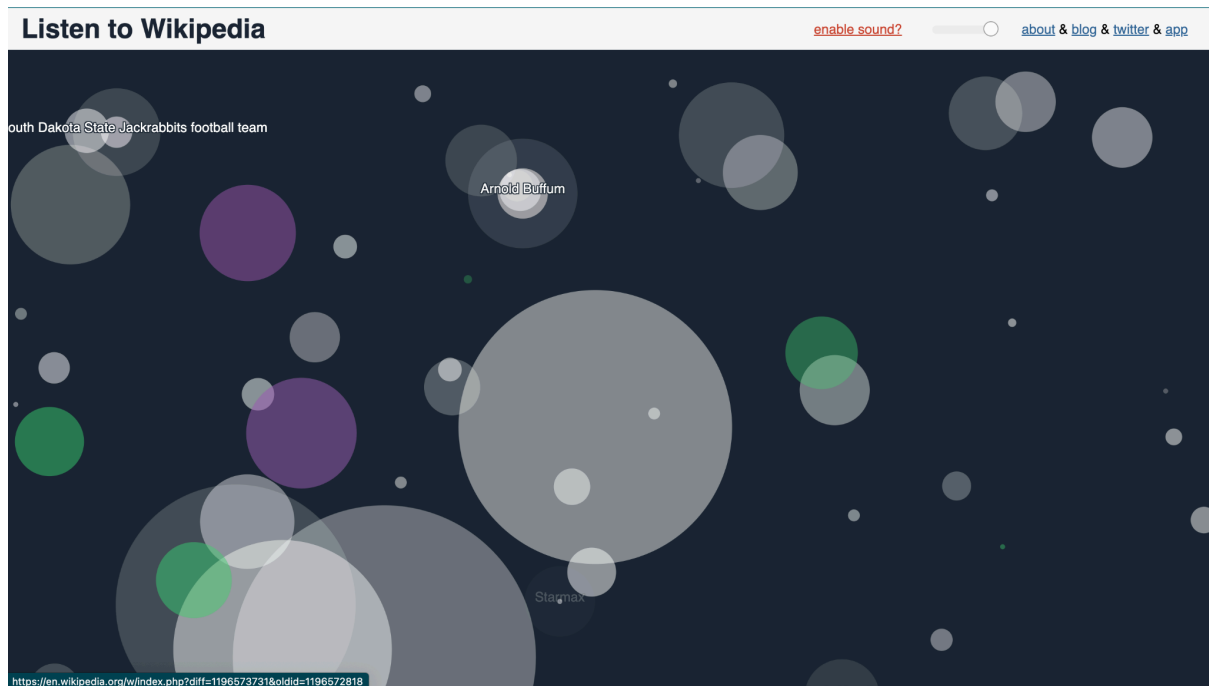 Listen to Wikipedia
enable sound?
about & blog & twitter & app
outh Dakota State Jackrabbits football team
Arnold Buffum
Starmax
https://en.wikipedia.org/w/index.php?diff=1196573731&oldid=1196572818